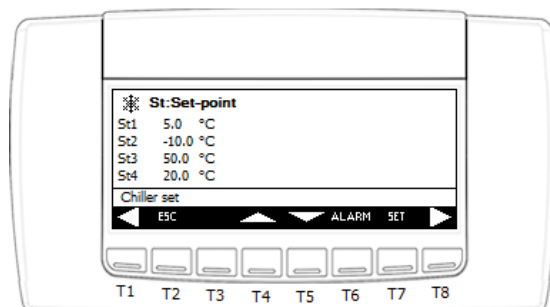 St:Set-point
St1 5.0 °C
St2 -10.0 °C
St3 50.0 °C
St4 20.0 °C
Chiller set
ESC ALARM SET
T1 T2 T3 T4 T5 T6 T7 T8